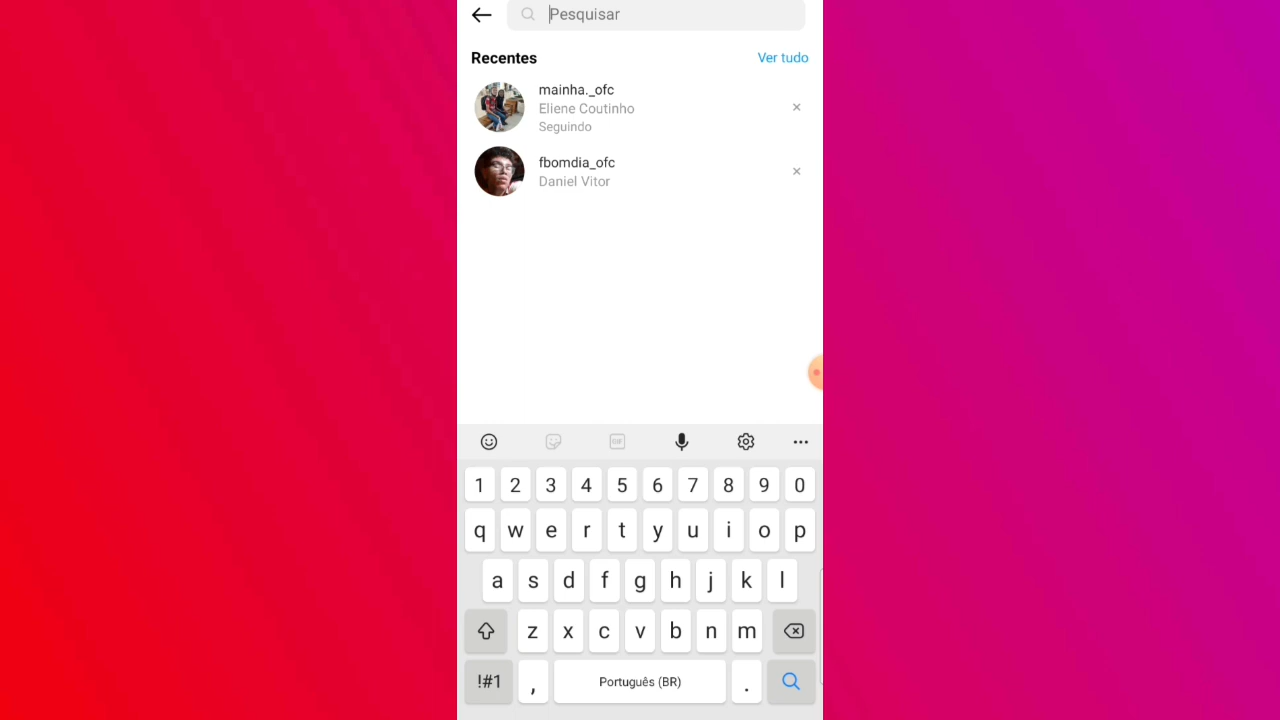 Pesquisar
Recentes
Ver tudo
mainha._ofc
Eliene Coutinho
Seguindo
fbomdia_ofc
Daniel Vitor
GIF
1 2 3 4 5 6 7 8 9 0
q w e r t y u i o p
a s d f g h j k l
z x c v b n m
!#1 , Português (BR) .